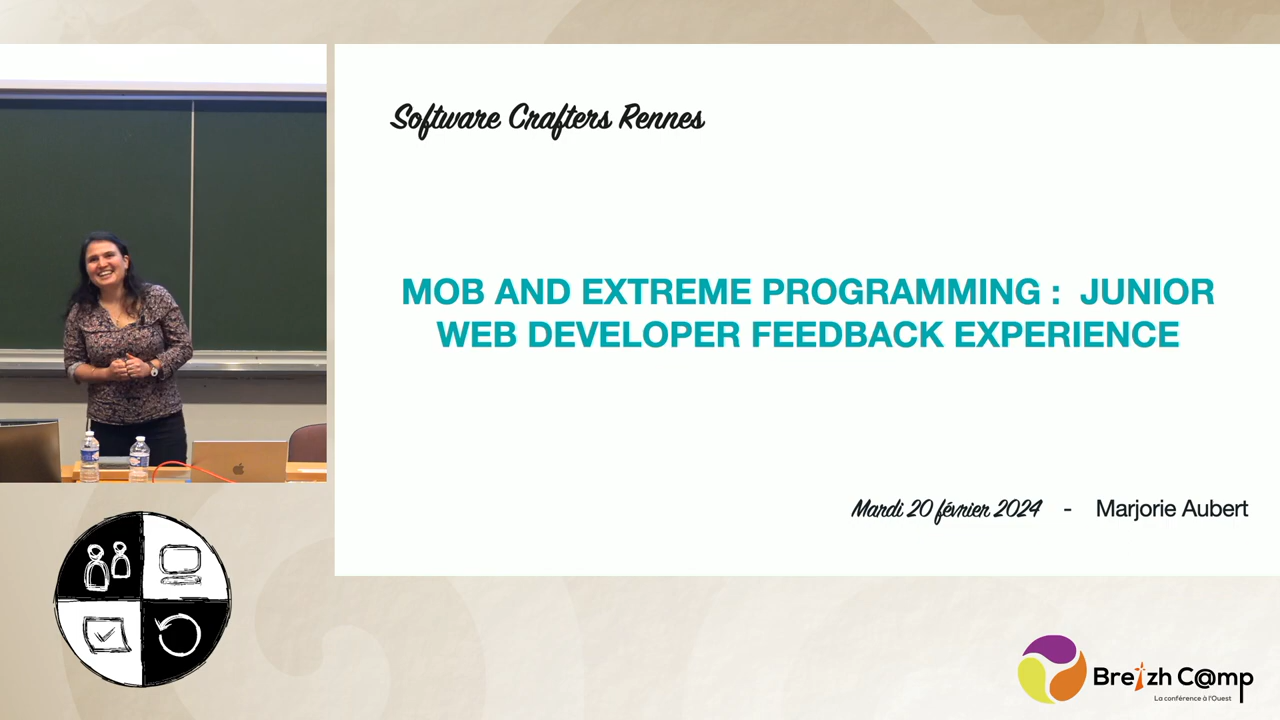 Software Crafters Rennes
MOB AND EXTREME PROGRAMMING : JUNIOR
WEB DEVELOPER FEEDBACK EXPERIENCE
Mardi 20 février 2024 - Marjorie Aubert
Breizh C@mp
La conférence à l'Ouest